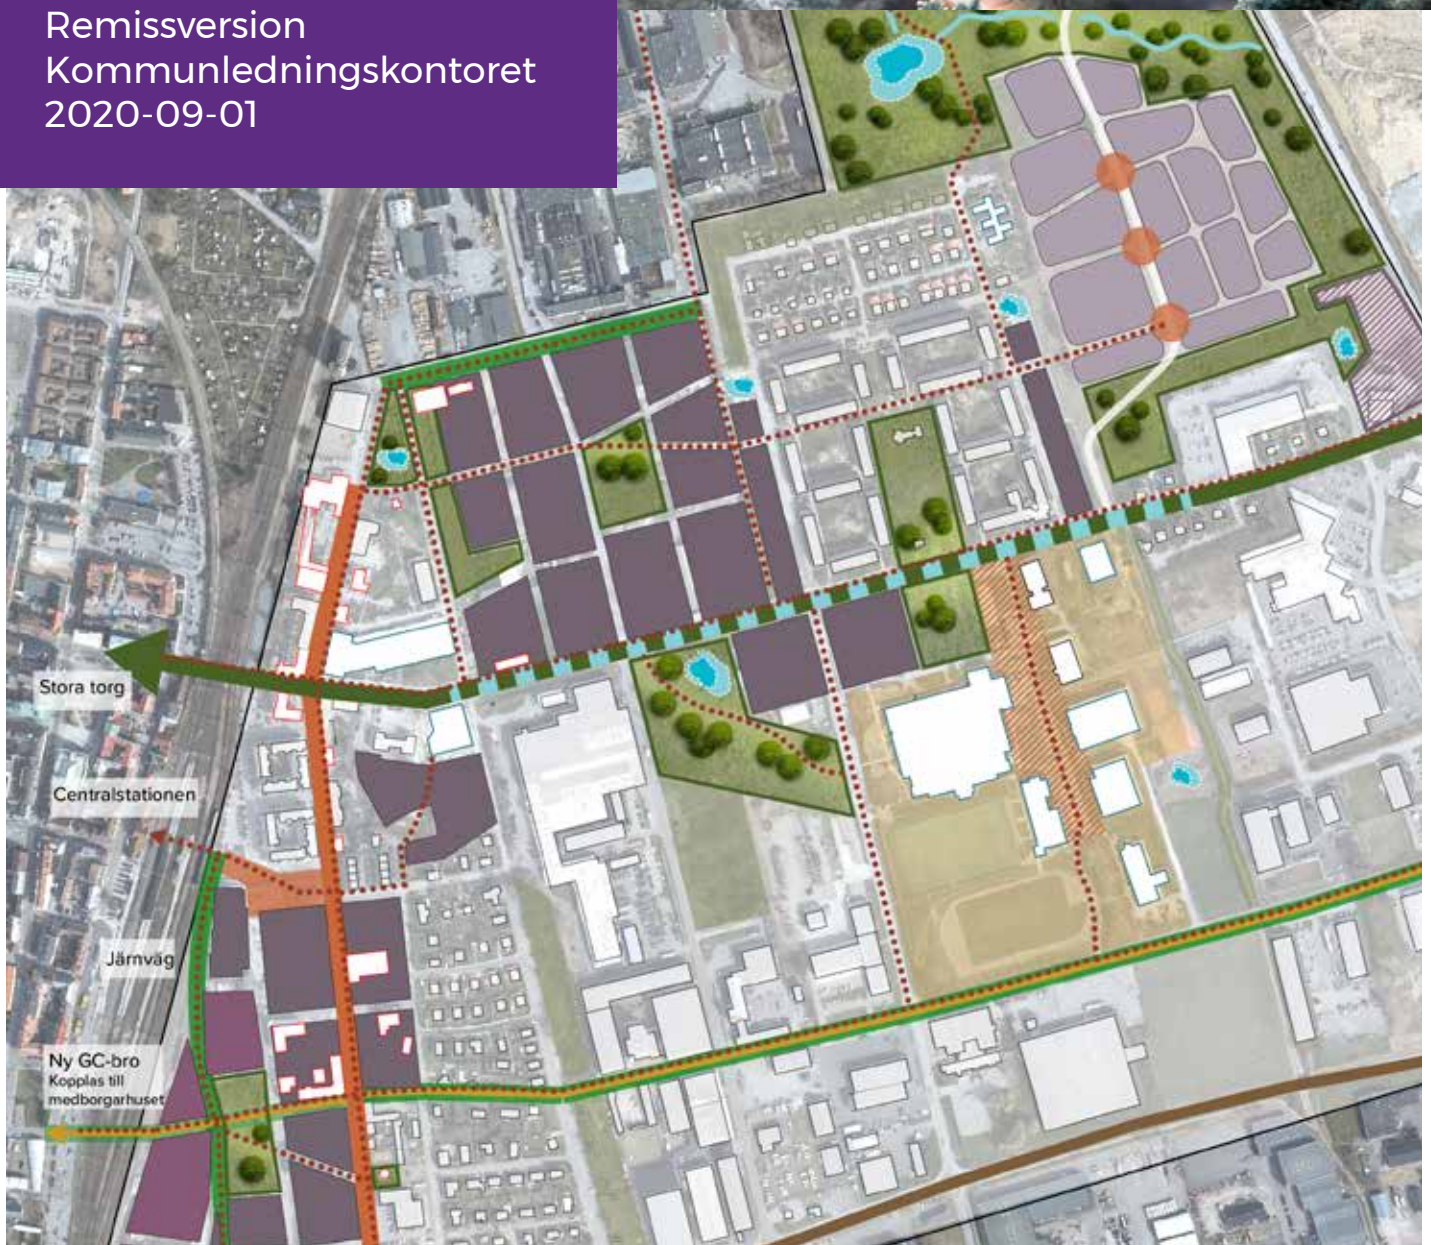 Remissversion
Kommunledningskontoret
2020-09-01
Stora torg
Centralstationen
Järnväg
Ny GC-bro
Kopplas till
medborgarhuset